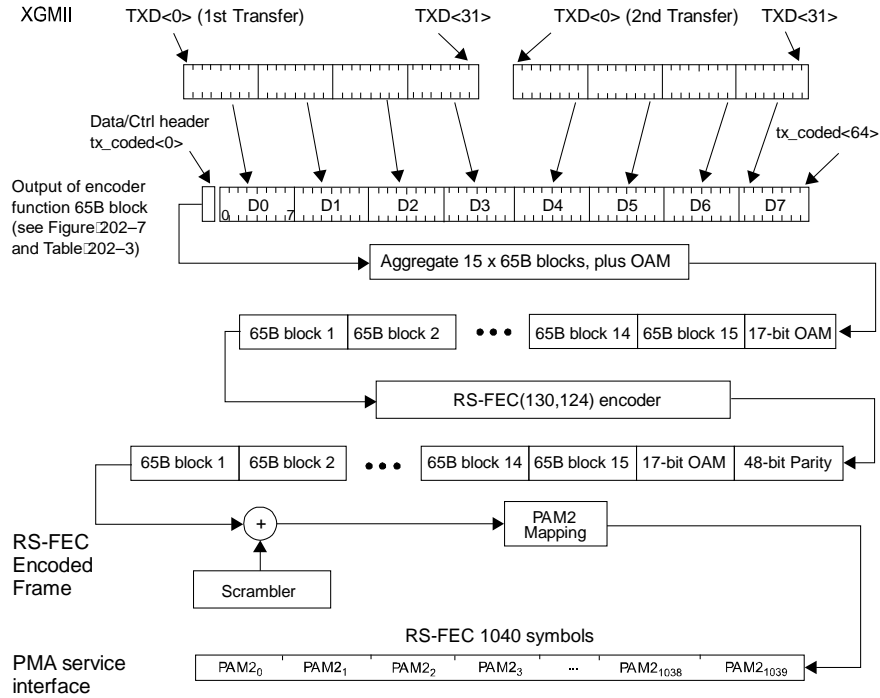 XGMII
TXD<0> (1st Transfer)
TXD<31>
TXD<0> (2nd Transfer)
TXD<31>
Data/Ctrl header
tx_coded<0>
tx_coded<64>
Output of encoder
function 65B block
(see Figure 202–7
and Table 202–3)
0 7
D0 D1 D2 D3 D4 D5 D6 D7
Aggregate 15 x 65B blocks, plus OAM
65B block 1 65B block 2 ••• 65B block 14 65B block 15 17-bit OAM
RS-FEC(130,124) encoder
65B block 1 65B block 2 ••• 65B block 14 65B block 15 17-bit OAM 48-bit Parity
+
PAM2
Mapping
RS-FEC
Encoded
Frame
Scrambler
RS-FEC 1040 symbols
PMA service
interface
PAM2₀ PAM2₁ PAM2₂ PAM2₃ ... PAM2₁₀₃₈ PAM2₁₀₃₉